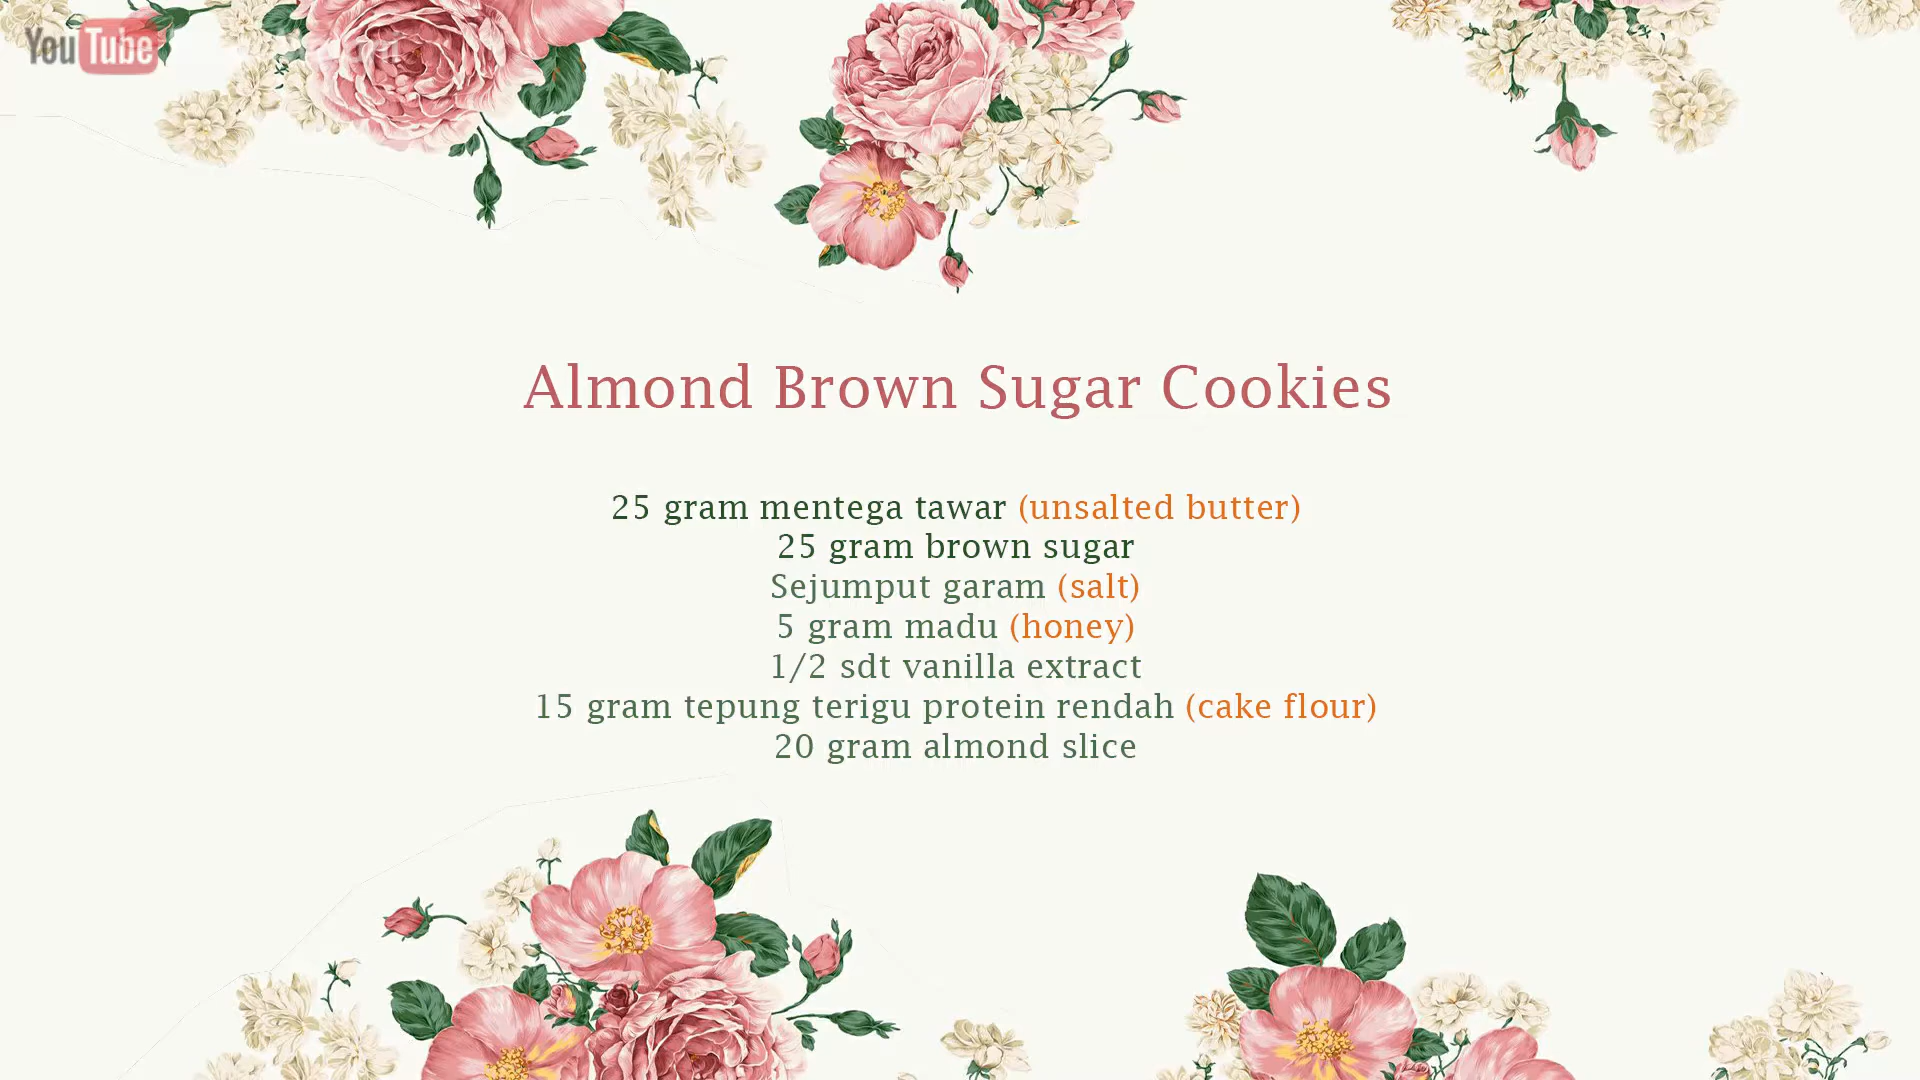 YouTube
Almond Brown Sugar Cookies
25 gram mentega tawar (unsalted butter)
25 gram brown sugar
Sejumput garam (salt)
5 gram madu (honey)
1/2 sdt vanilla extract
15 gram tepung terigu protein rendah (cake flour)
20 gram almond slice